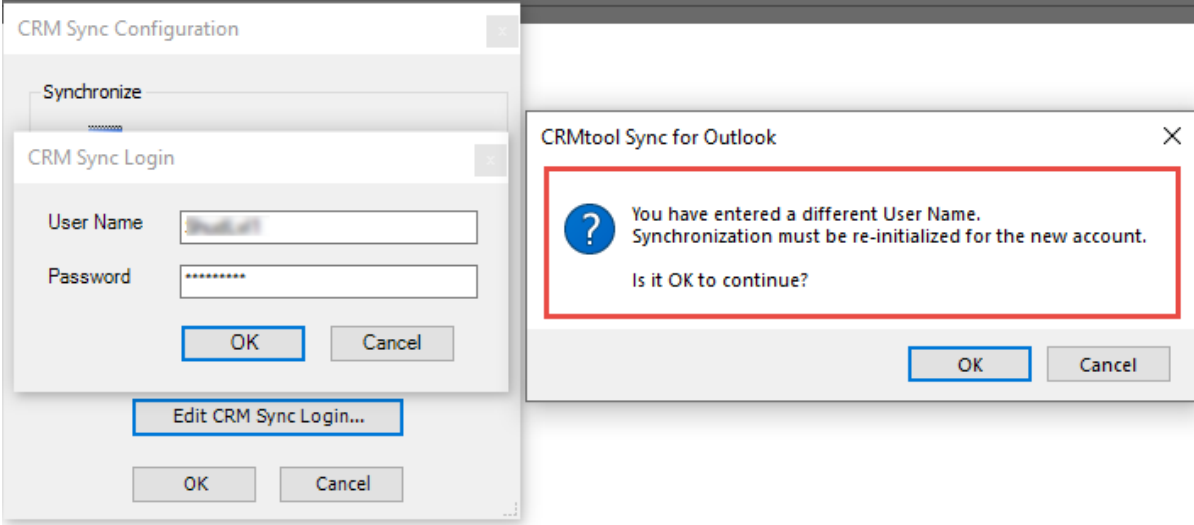 CRM Sync Configuration
x
Synchronize
CRM Sync Login
x
User Name
Password
*********
OK
Cancel
Edit CRM Sync Login...
OK
Cancel
CRMtool Sync for Outlook
You have entered a different User Name.
Synchronization must be re-initialized for the new account.
Is it OK to continue?
OK
Cancel